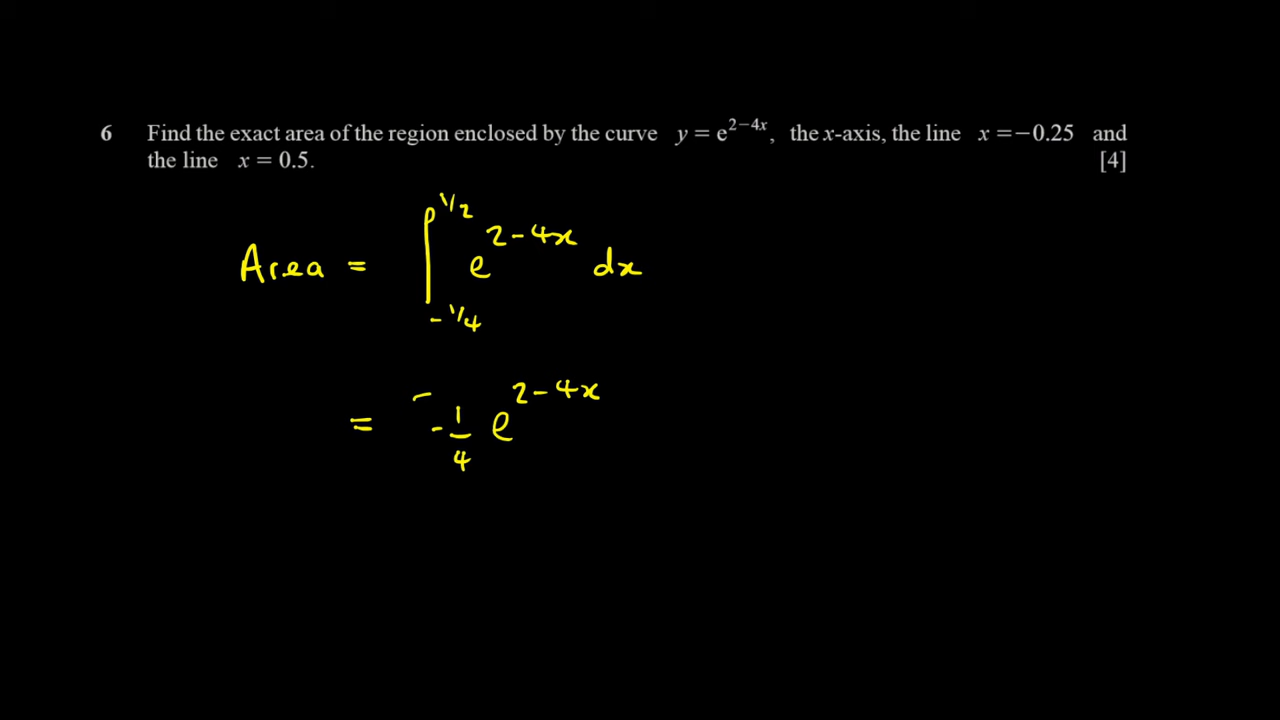 6 Find the exact area of the region enclosed by the curve y = e^{2−4x}, the x-axis, the line x = −0.25 and
the line x = 0.5. [4]
Area = ∫_{-1/4}^{1/2} e^{2-4x} dx
= -\frac{1}{4} e^{2-4x}